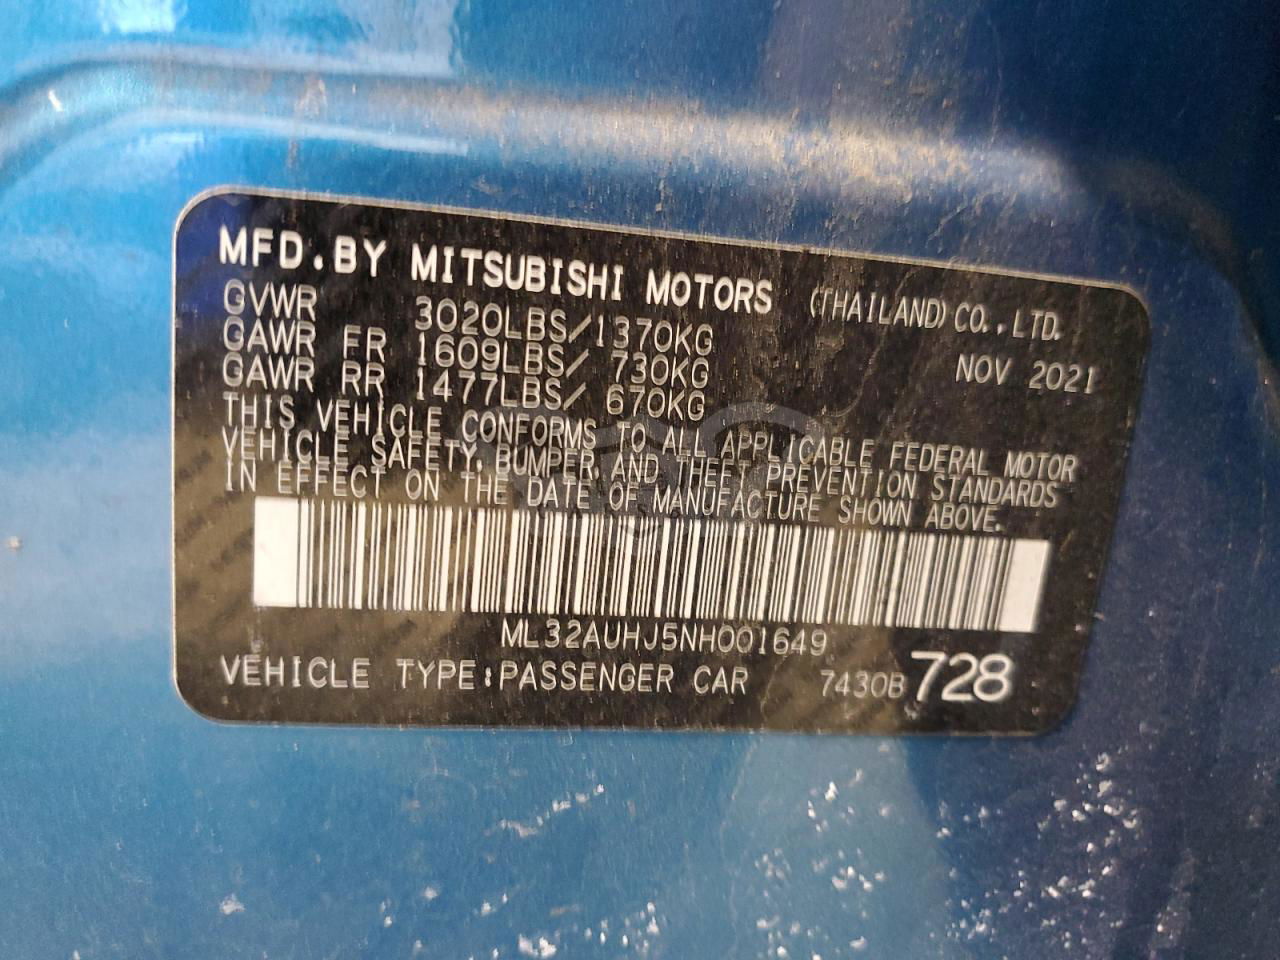 MFD.BY MITSUBISHI MOTORS (THAILAND) CO.,LTD.
GVWR 3020LBS/1370KG
GAWR FR 1609LBS/ 730KG NOV 2021
GAWR RR 1477LBS/ 670KG
THIS VEHICLE CONFORMS TO ALL APPLICABLE FEDERAL MOTOR
VEHICLE SAFETY, BUMPER, AND THEFT PREVENTION STANDARDS
IN EFFECT ON THE DATE OF MANUFACTURE SHOWN ABOVE.
ML32AUHJ5NH001649
VEHICLE TYPE:PASSENGER CAR 7430B 728